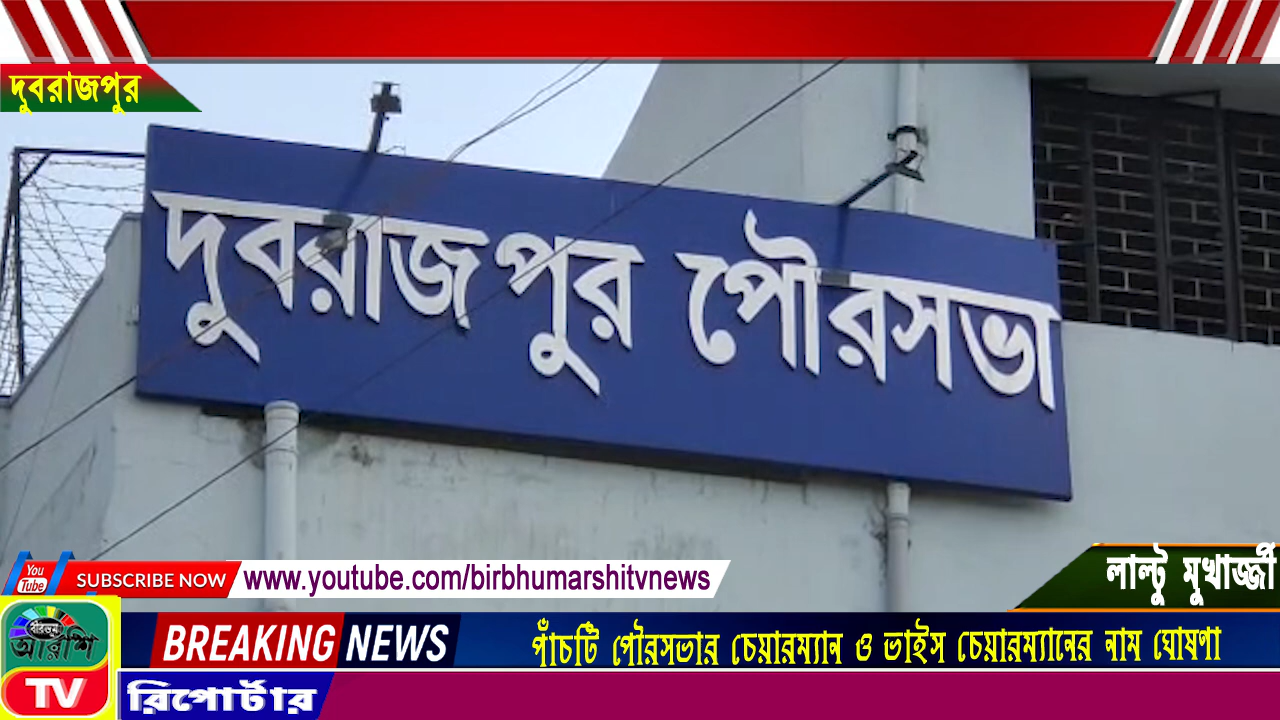 দুবরাজপুর
দুবরাজপুর পৌরসভা
You
Tube
SUBSCRIBE NOW
www.youtube.com/birbhumarshitvnews
লাল্টু মুখার্জ্জী
বীরভূম
আরশি
TV
BREAKING NEWS
পাঁচটি পৌরসভার চেয়ারম্যান ও ভাইস চেয়ারম্যানের নাম ঘোষণা
রিপোর্টার